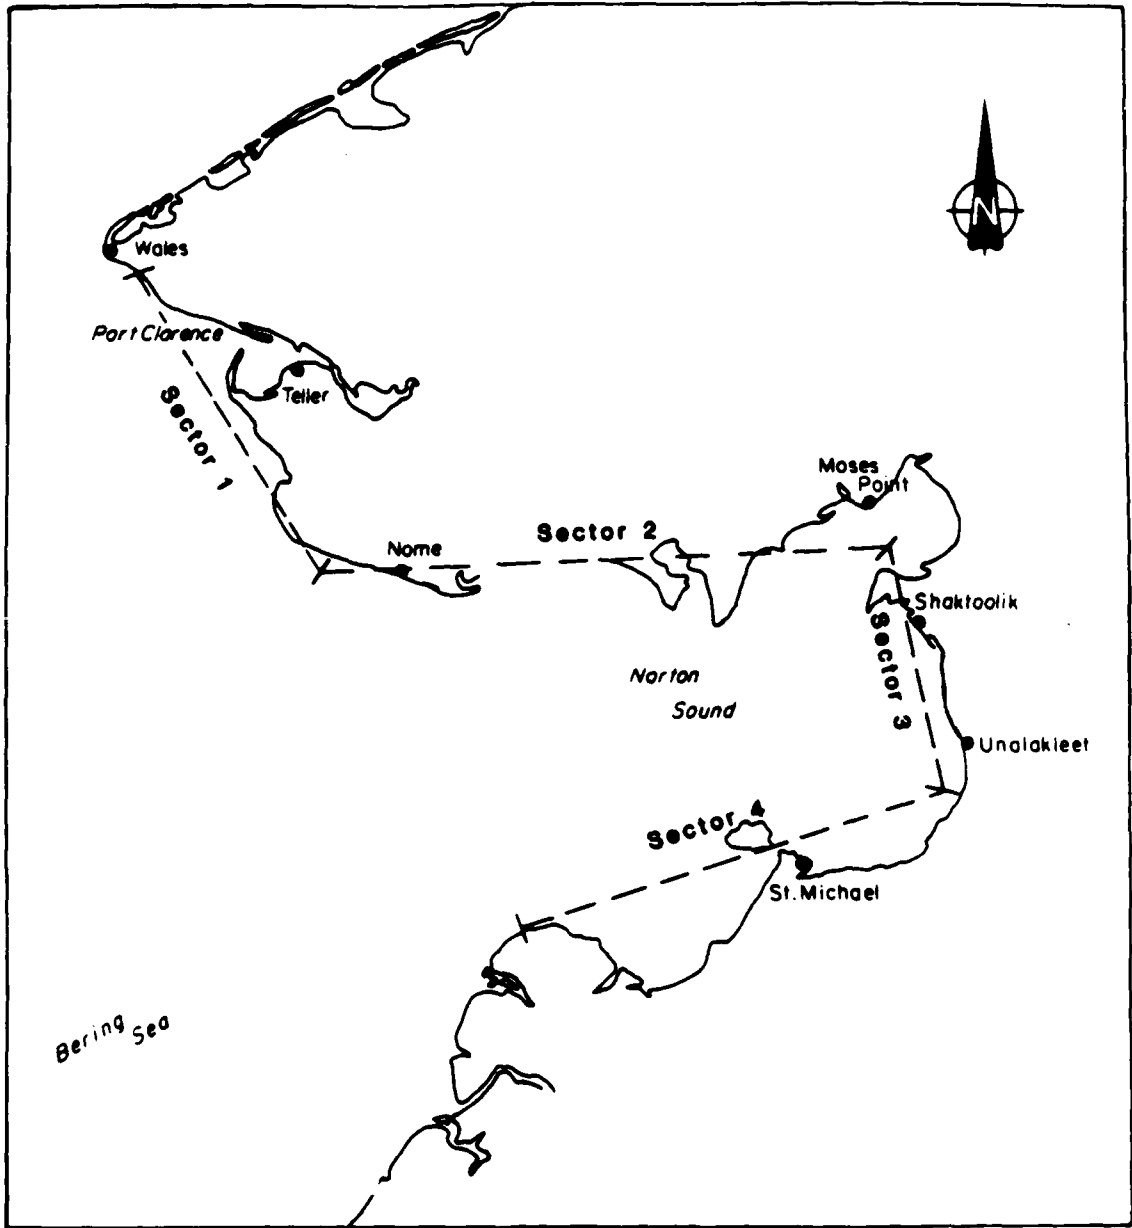 N
Wales
Port Clarence
Teller
Sector 1
Moses
Point
Sector 2
Nome
Shaktoolik
Sector 3
Norton
Sound
Unalakleet
Sector 4
St. Michael
Bering
Sea